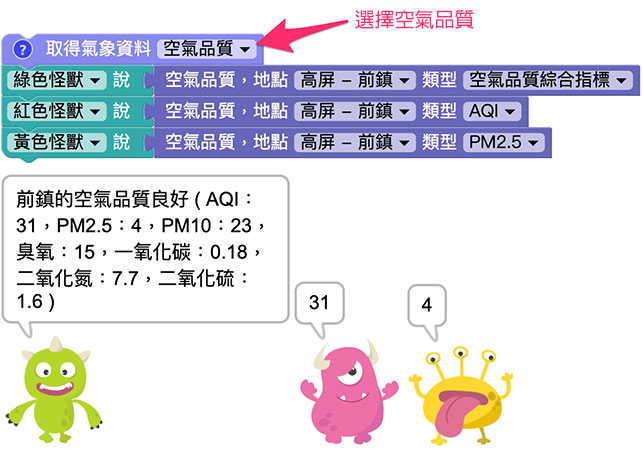 選擇空氣品質
? 取得氣象資料 空氣品質
綠色怪獸 說 空氣品質，地點 高屏 – 前鎮 類型 空氣品質綜合指標
紅色怪獸 說 空氣品質，地點 高屏 – 前鎮 類型 AQI
黃色怪獸 說 空氣品質，地點 高屏 – 前鎮 類型 PM2.5
前鎮的空氣品質良好 ( AQI：
31，PM2.5：4，PM10：23，
臭氧：15，一氧化碳：0.18，
二氧化氮：7.7，二氧化硫：
1.6 )
31
4